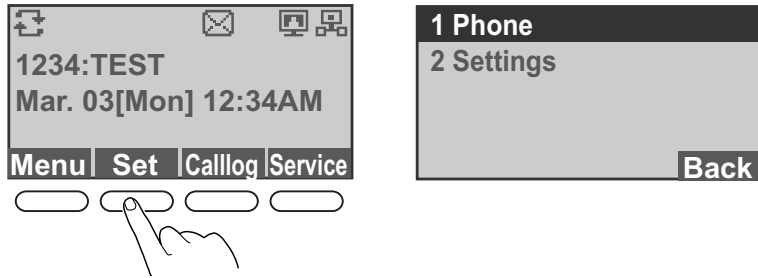 1234:TEST
Mar. 03[Mon] 12:34AM
Menu Set Calllog Service
1 Phone
2 Settings
Back